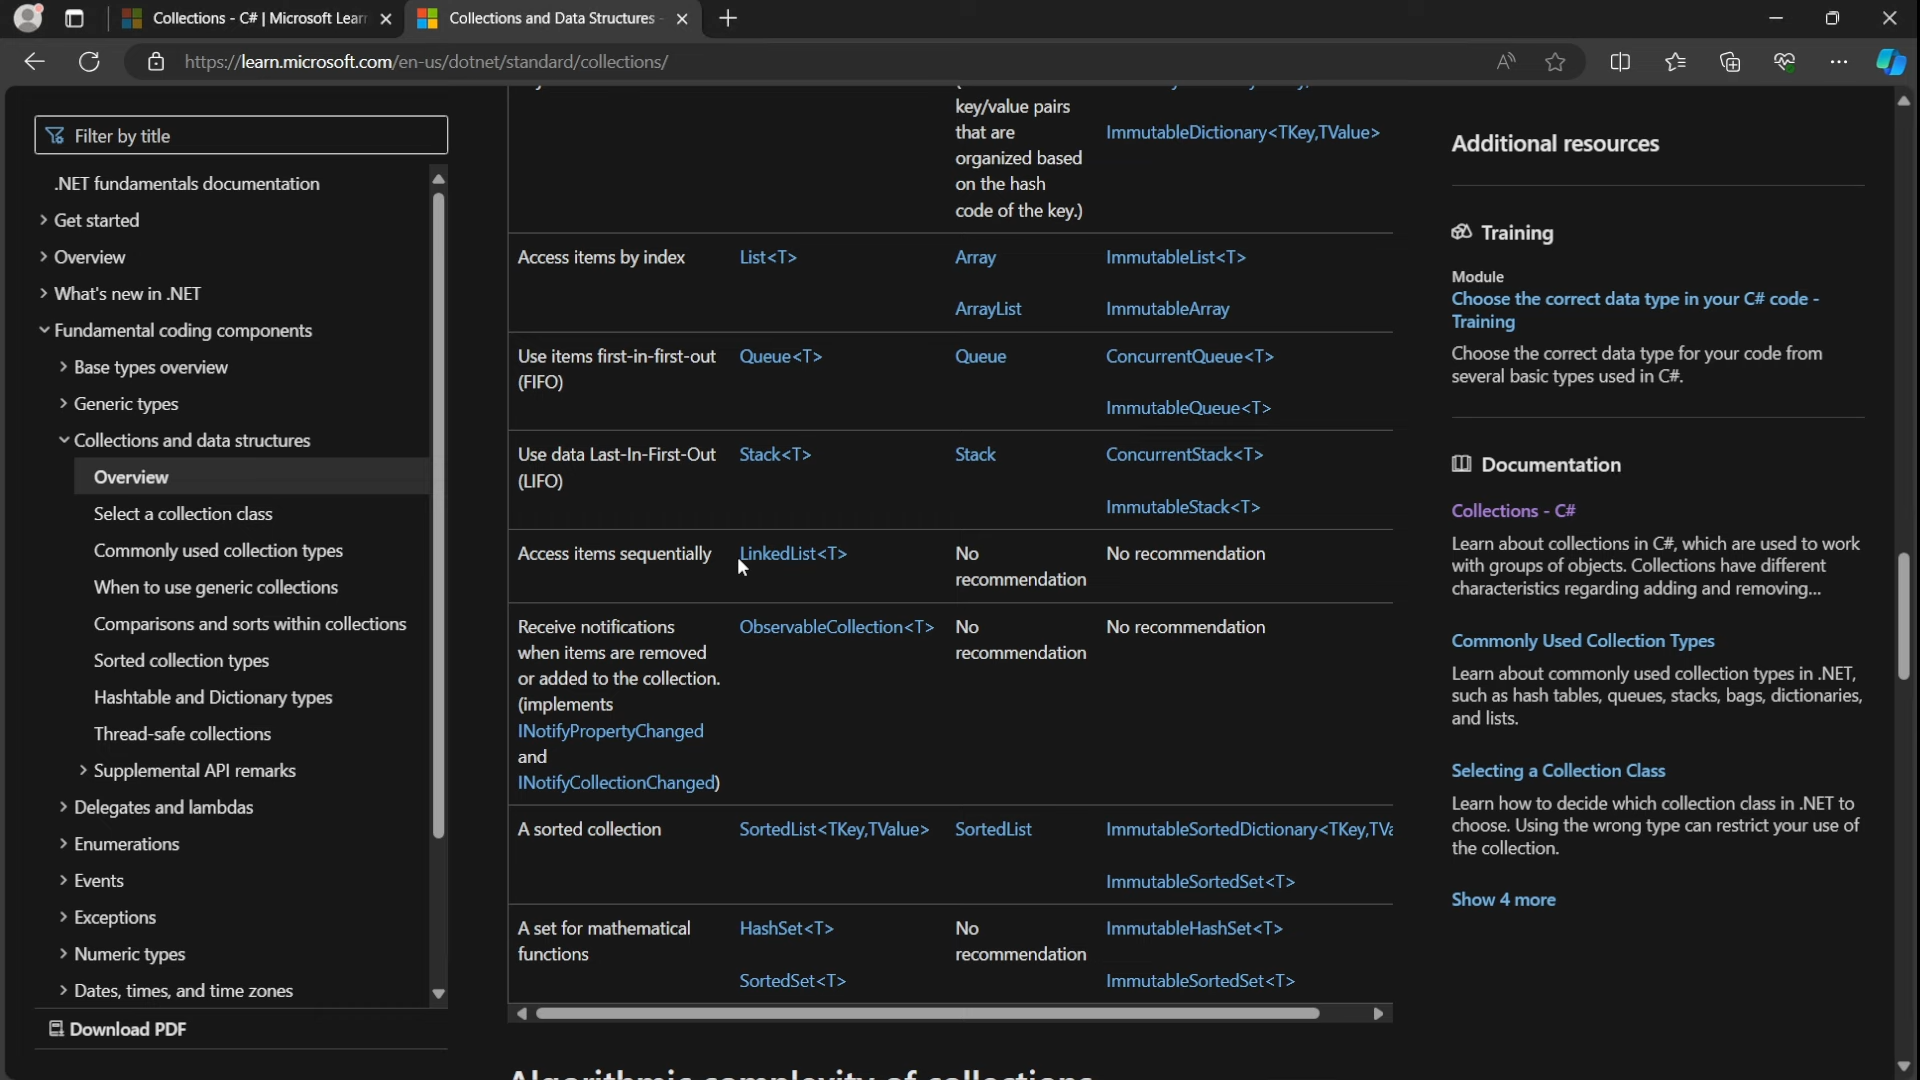 Collections - C# | Microsoft Lear
Collections and Data Structures -
https://learn.microsoft.com/en-us/dotnet/standard/collections/
Filter by title
.NET fundamentals documentation
Get started
Overview
What's new in .NET
Fundamental coding components
Base types overview
Generic types
Collections and data structures
Overview
Select a collection class
Commonly used collection types
When to use generic collections
Comparisons and sorts within collections
Sorted collection types
Hashtable and Dictionary types
Thread-safe collections
Supplemental API remarks
Delegates and lambdas
Enumerations
Events
Exceptions
Numeric types
Dates, times, and time zones
Download PDF
key/value pairs
that are
organized based
on the hash
code of the key.)
ImmutableDictionary<TKey,TValue>
Access items by index
List<T>
Array
ArrayList
ImmutableList<T>
ImmutableArray
Use items first-in-first-out
(FIFO)
Queue<T>
Queue
ConcurrentQueue<T>
ImmutableQueue<T>
Use data Last-In-First-Out
(LIFO)
Stack<T>
Stack
ConcurrentStack<T>
ImmutableStack<T>
Access items sequentially
LinkedList<T>
No
recommendation
No recommendation
Receive notifications
when items are removed
or added to the collection.
(implements
INotifyPropertyChanged
and
INotifyCollectionChanged)
ObservableCollection<T>
No
recommendation
No recommendation
A sorted collection
SortedList<TKey,TValue>
SortedList
ImmutableSortedDictionary<TKey,TVa
ImmutableSortedSet<T>
A set for mathematical
functions
HashSet<T>
SortedSet<T>
No
recommendation
ImmutableHashSet<T>
ImmutableSortedSet<T>
Algorithmic complexity of collections
Additional resources
Training
Module
Choose the correct data type in your C# code -
Training
Choose the correct data type for your code from
several basic types used in C#.
Documentation
Collections - C#
Learn about collections in C#, which are used to work
with groups of objects. Collections have different
characteristics regarding adding and removing...
Commonly Used Collection Types
Learn about commonly used collection types in .NET,
such as hash tables, queues, stacks, bags, dictionaries,
and lists.
Selecting a Collection Class
Learn how to decide which collection class in .NET to
choose. Using the wrong type can restrict your use of
the collection.
Show 4 more